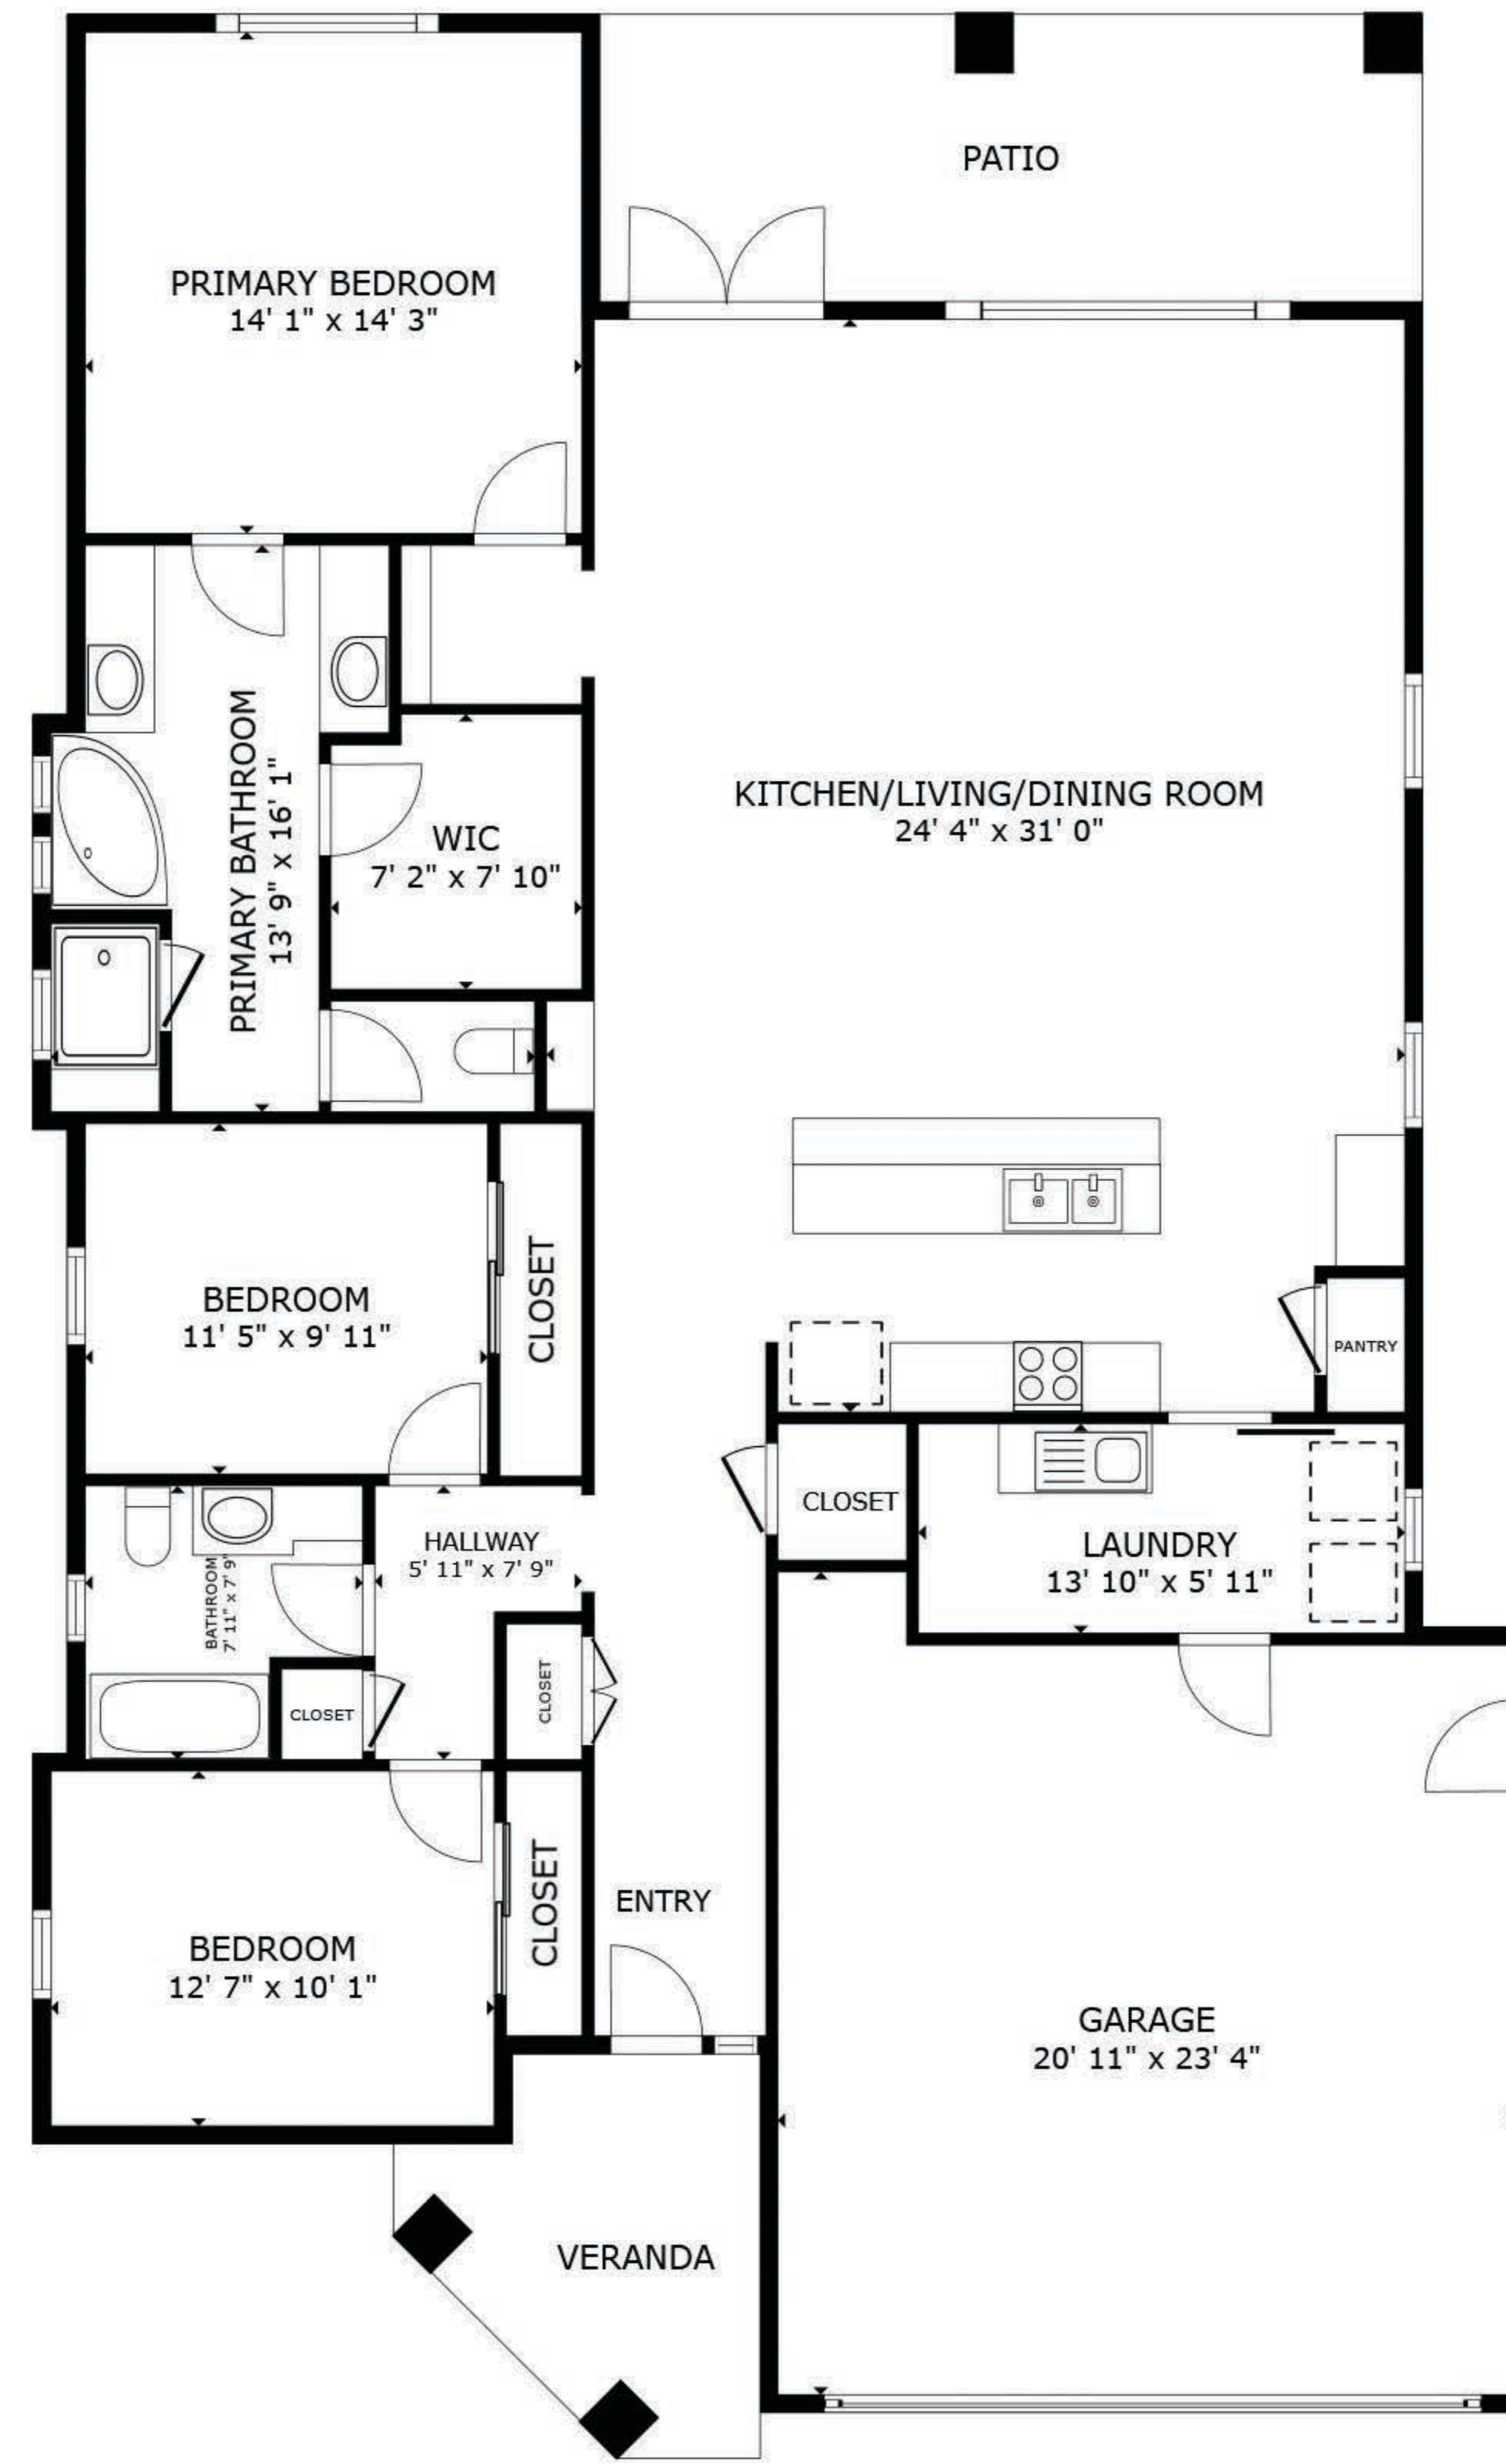 PATIO
PRIMARY BEDROOM
14' 1" x 14' 3"
KITCHEN/LIVING/DINING ROOM
24' 4" x 31' 0"
PRIMARY BATHROOM
13' 9" x 16' 1"
WIC
7' 2" x 7' 10"
BEDROOM
11' 5" x 9' 11"
CLOSET
PANTRY
CLOSET
LAUNDRY
13' 10" x 5' 11"
HALLWAY
5' 11" x 7' 9"
BATHROOM
7' 11" x 7' 9"
CLOSET
CLOSET
BEDROOM
12' 7" x 10' 1"
CLOSET
ENTRY
GARAGE
20' 11" x 23' 4"
VERANDA